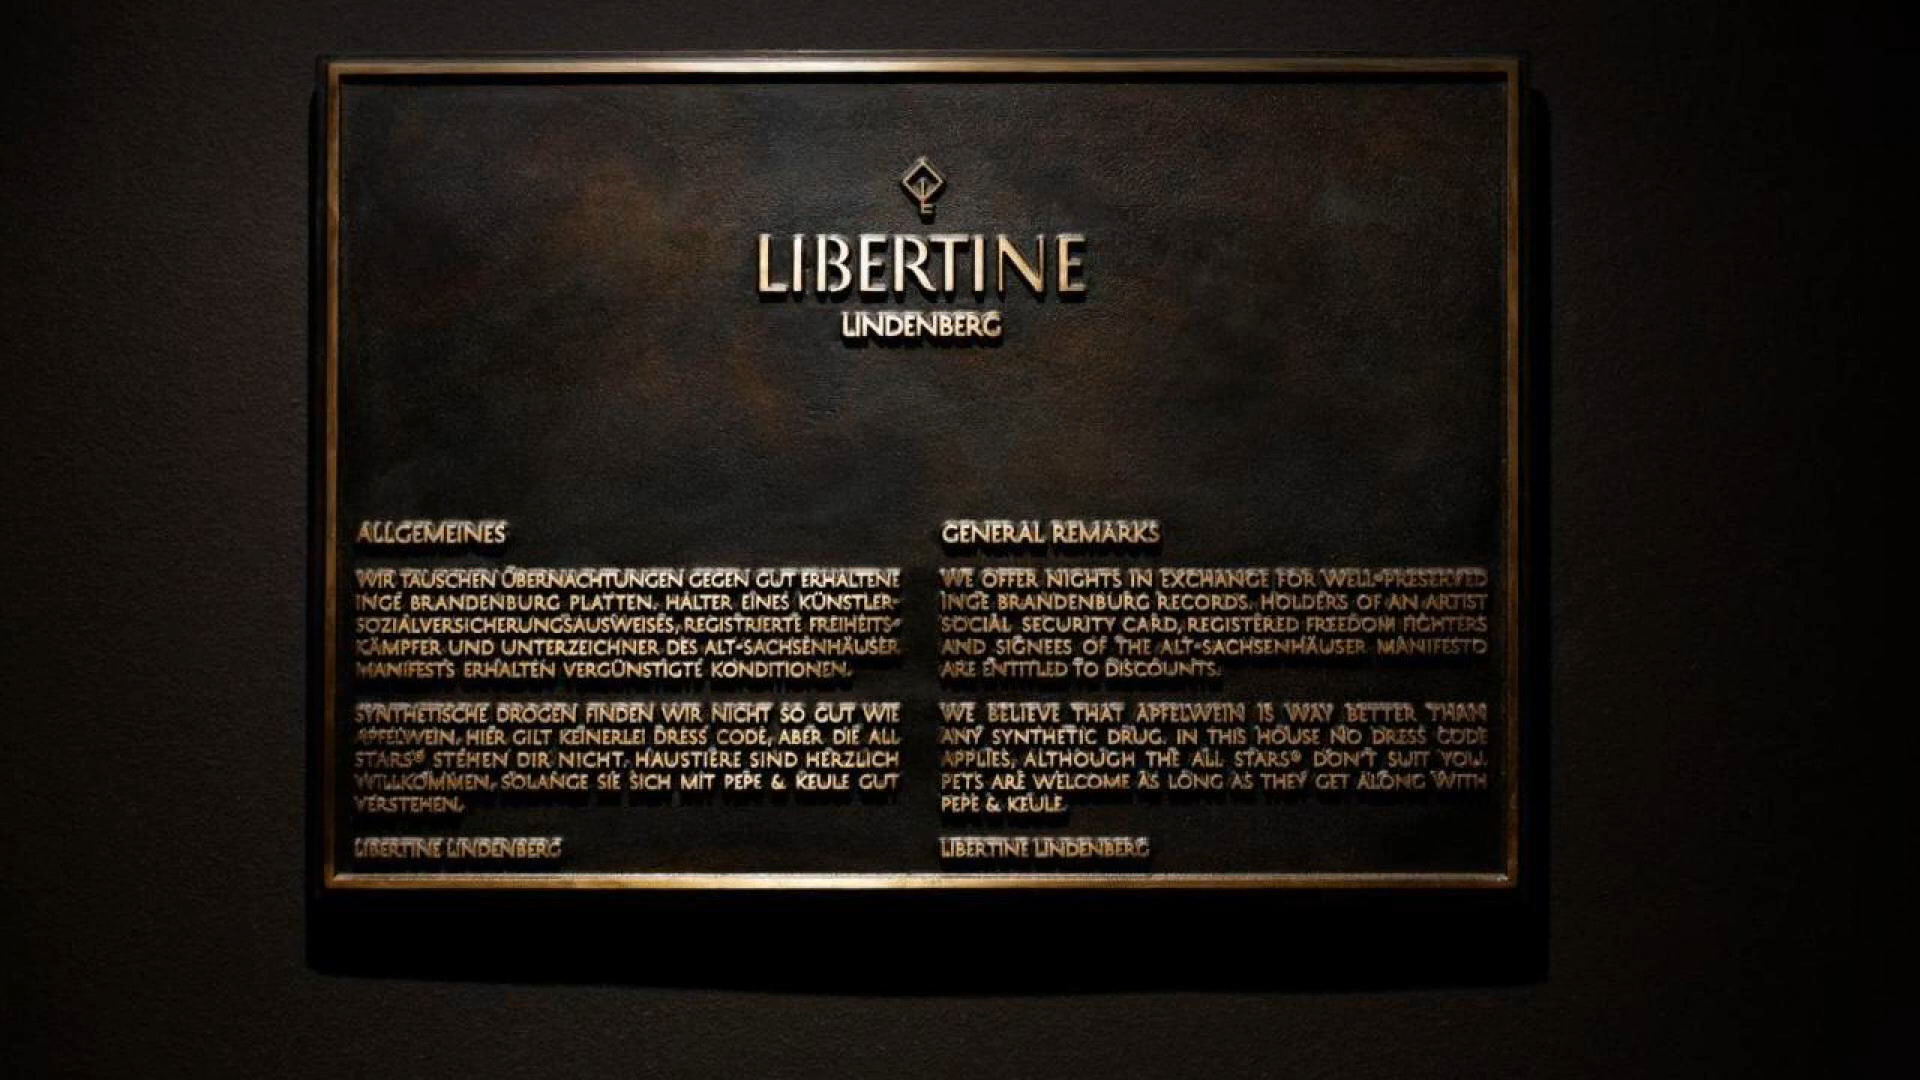 LIBERTINE
LINDENBERG
ALLGEMEINES
WIR TAUSCHEN ÜBERNACHTUNGEN GEGEN GUT ERHALTENE
INGE BRANDENBURG PLATTEN. HALTER EINES KÜNSTLER-
SOZIALVERSICHERUNGSAUSWEISES, REGISTRIERTE FREIHEITS-
KÄMPFER UND UNTERZEICHNER DES ALT-SACHSENHÄUSER
MANIFESTS ERHALTEN VERGÜNSTIGTE KONDITIONEN.
SYNTHETISCHE DROGEN FINDEN WIR NICHT SO GUT WIE
APFELWEIN. HIER GILT KEINERLEI DRESS CODE, ABER DIE ALL
STARS® STEHEN DIR NICHT. HAUSTIERE SIND HERZLICH
WILLKOMMEN, SOLANGE SIE SICH MIT PEPE & KEULE GUT
VERSTEHEN.
LIBERTINE LINDENBERG
GENERAL REMARKS
WE OFFER NIGHTS IN EXCHANGE FOR WELL-PRESERVED
INGE BRANDENBURG RECORDS. HOLDERS OF AN ARTIST
SOCIAL SECURITY CARD, REGISTERED FREEDOM FIGHTERS
AND SIGNEES OF THE ALT-SACHSENHÄUSER MANIFESTO
ARE ENTITLED TO DISCOUNTS.
WE BELIEVE THAT APFELWEIN IS WAY BETTER THAN
ANY SYNTHETIC DRUG. IN THIS HOUSE NO DRESS CODE
APPLIES, ALTHOUGH THE ALL STARS® DON'T SUIT YOU.
PETS ARE WELCOME AS LONG AS THEY GET ALONG WITH
PEPE & KEULE.
LIBERTINE LINDENBERG